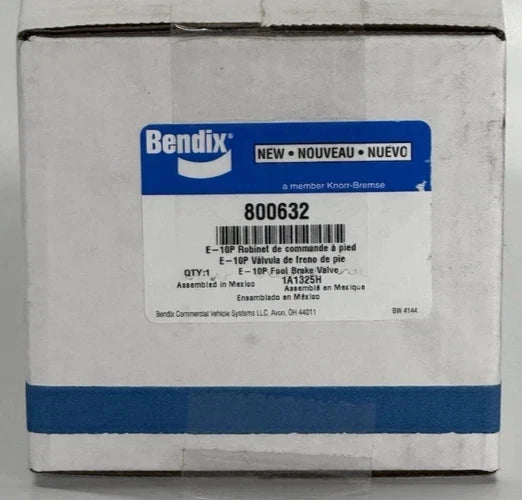 Bendix®
NEW • NOUVEAU • NUEVO
a member Knorr-Bremse
800632
E-10P Robinet de commande à pied
E-10P Válvula de freno de pie
QTY:1 E-10P Foot Brake Valve
1A1325H
Assembled in Mexico Assemblé en Mexique
Ensamblado en México
Bendix Commercial Vehicle Systems LLC, Avon, OH 44011 BW 4144